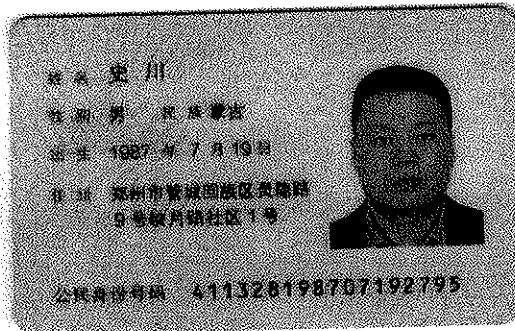 姓名 史川
性别 男 民族 蒙古
出生 1987 年 7 月 19 日
住址 郑州市管城回族区
9号 社区1号
公民身份号码 411328198707192795